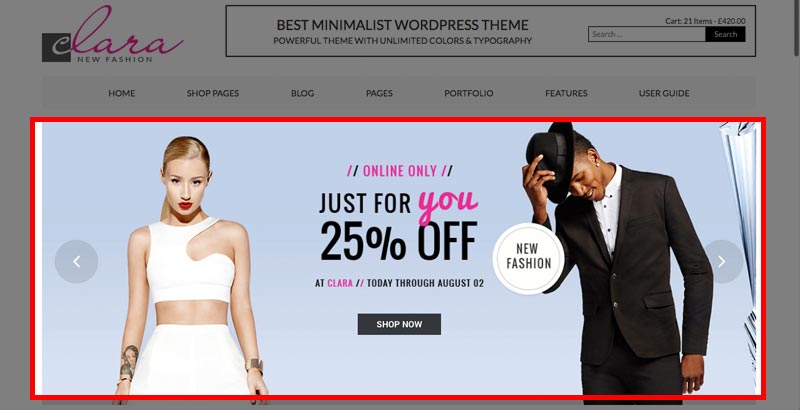 clara
NEW FASHION
BEST MINIMALIST WORDPRESS THEME
POWERFUL THEME WITH UNLIMITED COLORS & TYPOGRAPHY
Cart: 21 Items - £420.00
Search ...
Search
HOME
SHOP PAGES
BLOG
PAGES
PORTFOLIO
FEATURES
USER GUIDE
// ONLINE ONLY //
JUST FOR you
25% OFF
AT CLARA // TODAY THROUGH AUGUST 02
SHOP NOW
NEW
FASHION